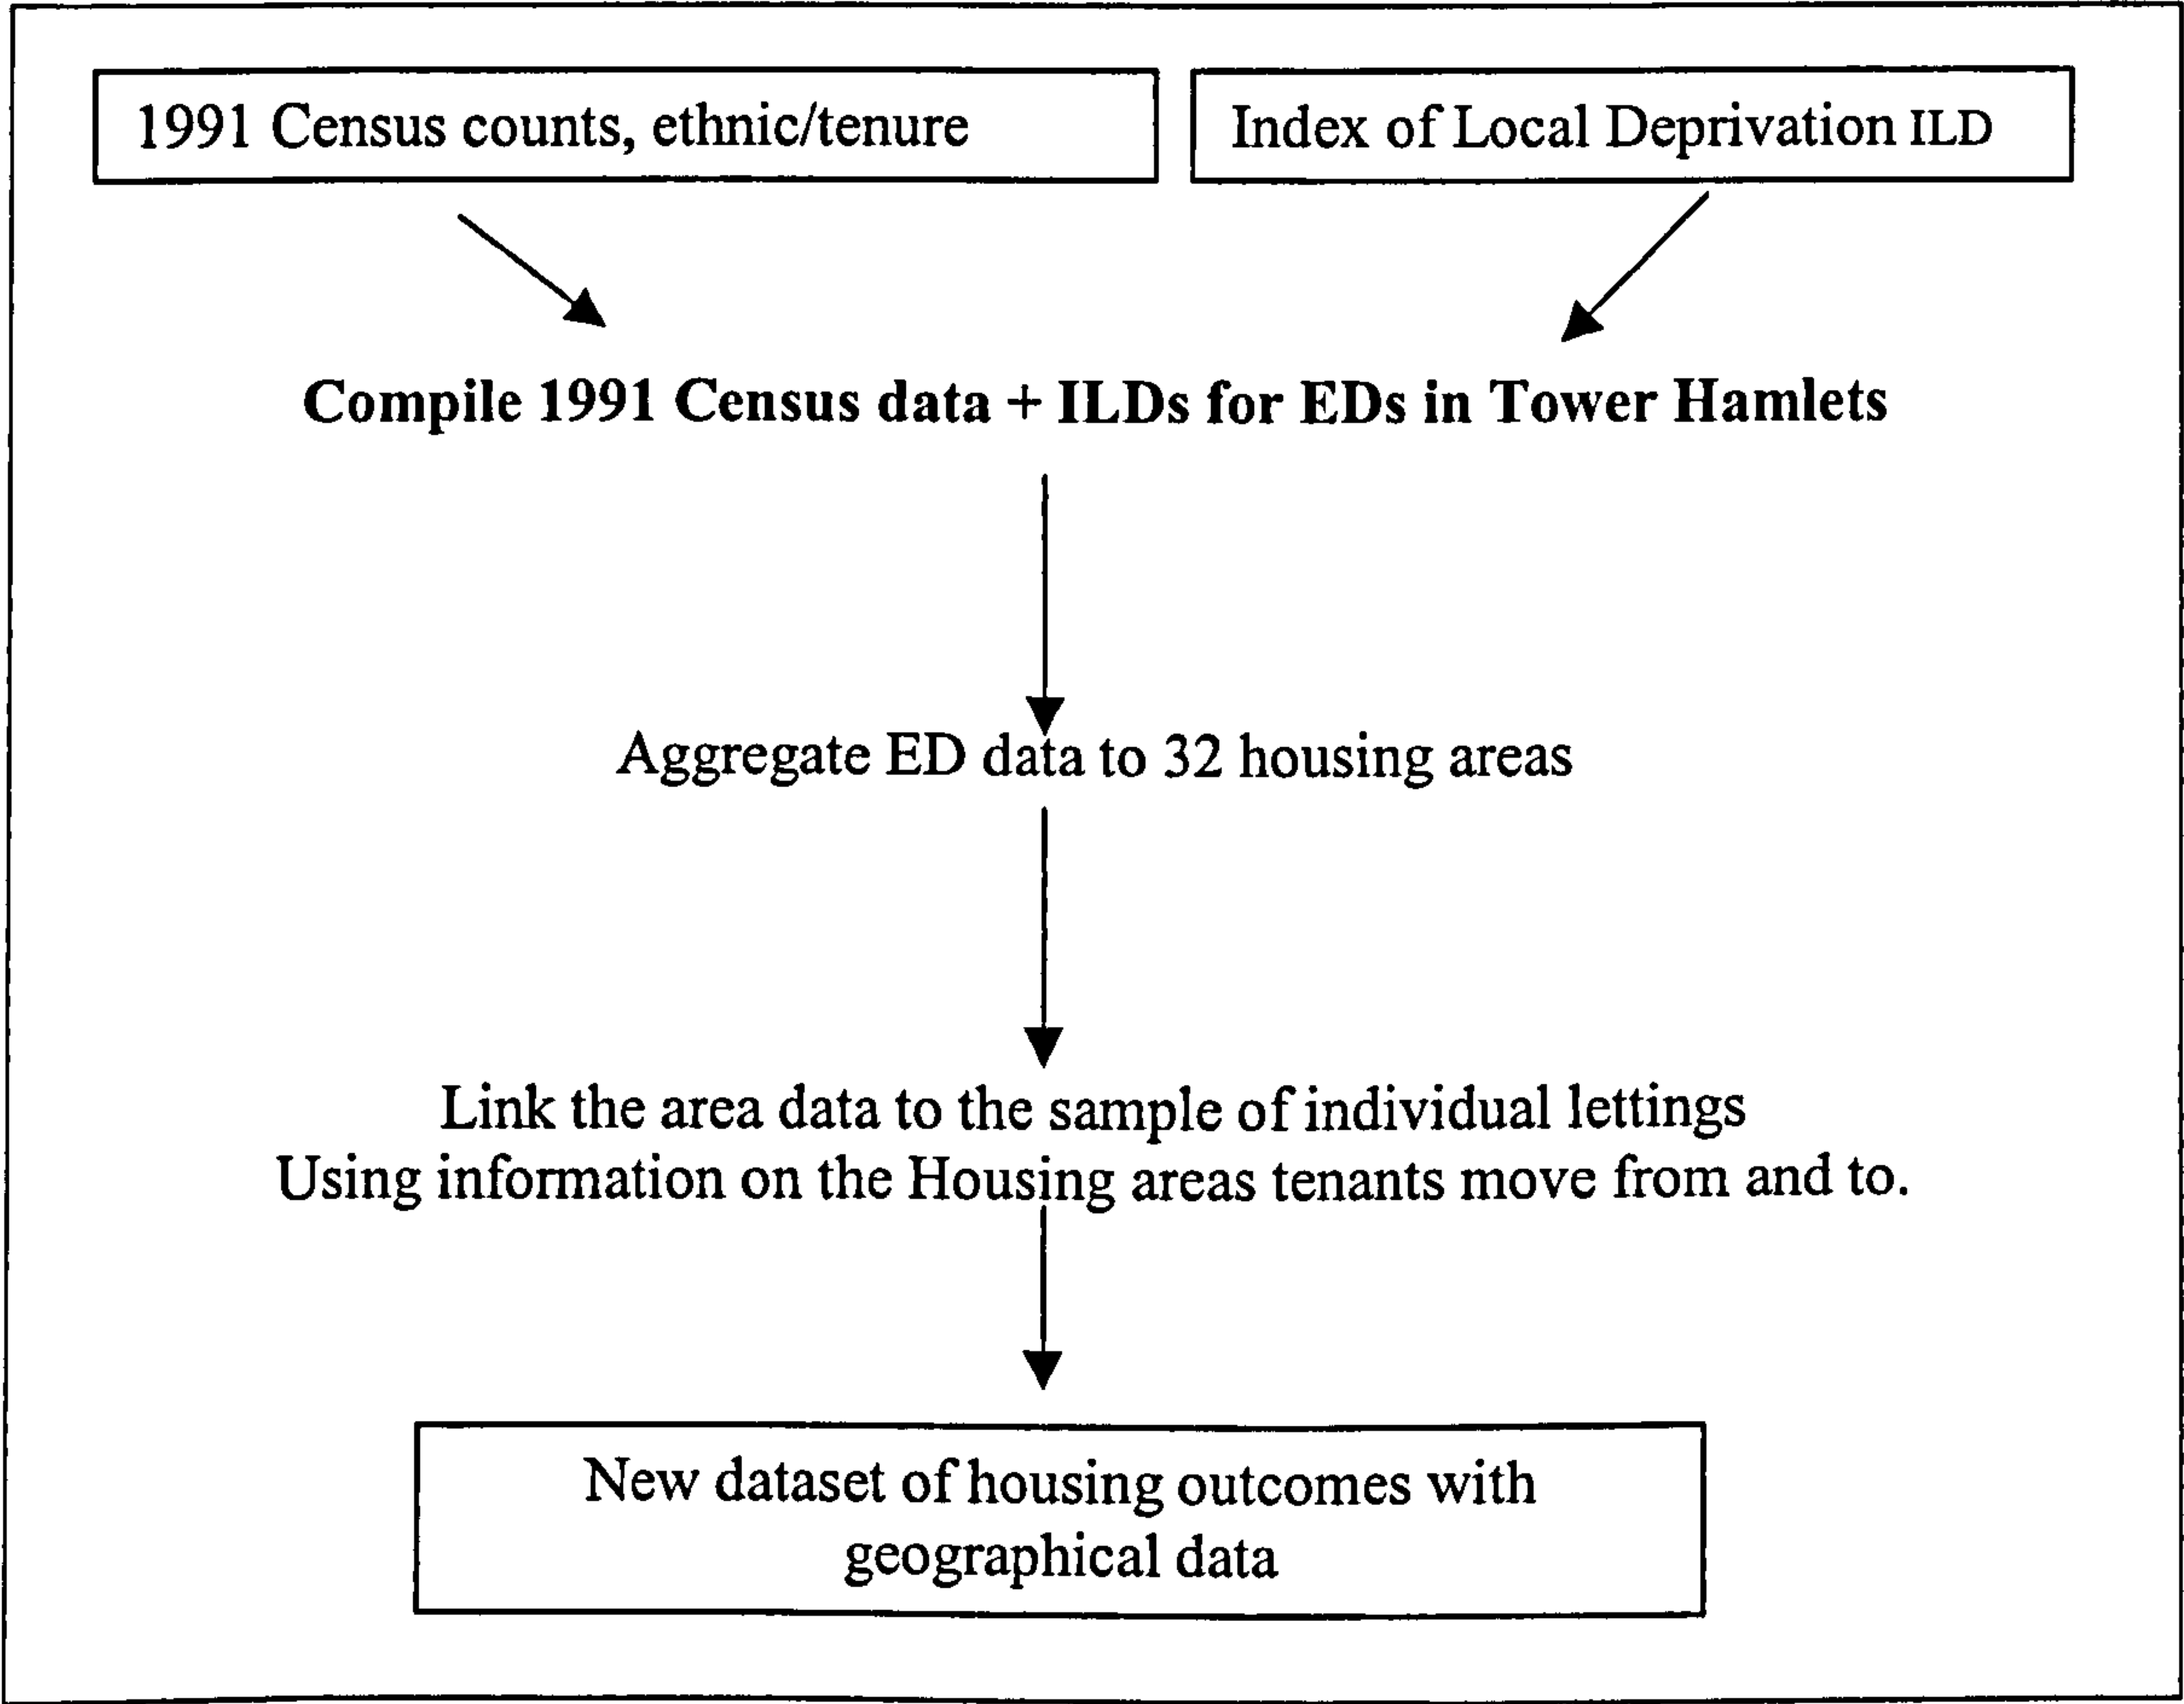 1991 Census counts, ethnic/tenure
Index of Local Deprivation ILD
Compile 1991 Census data + ILDs for EDs in Tower Hamlets
Aggregate ED data to 32 housing areas
Link the area data to the sample of individual lettings
Using information on the Housing areas tenants move from and to.
New dataset of housing outcomes with
geographical data